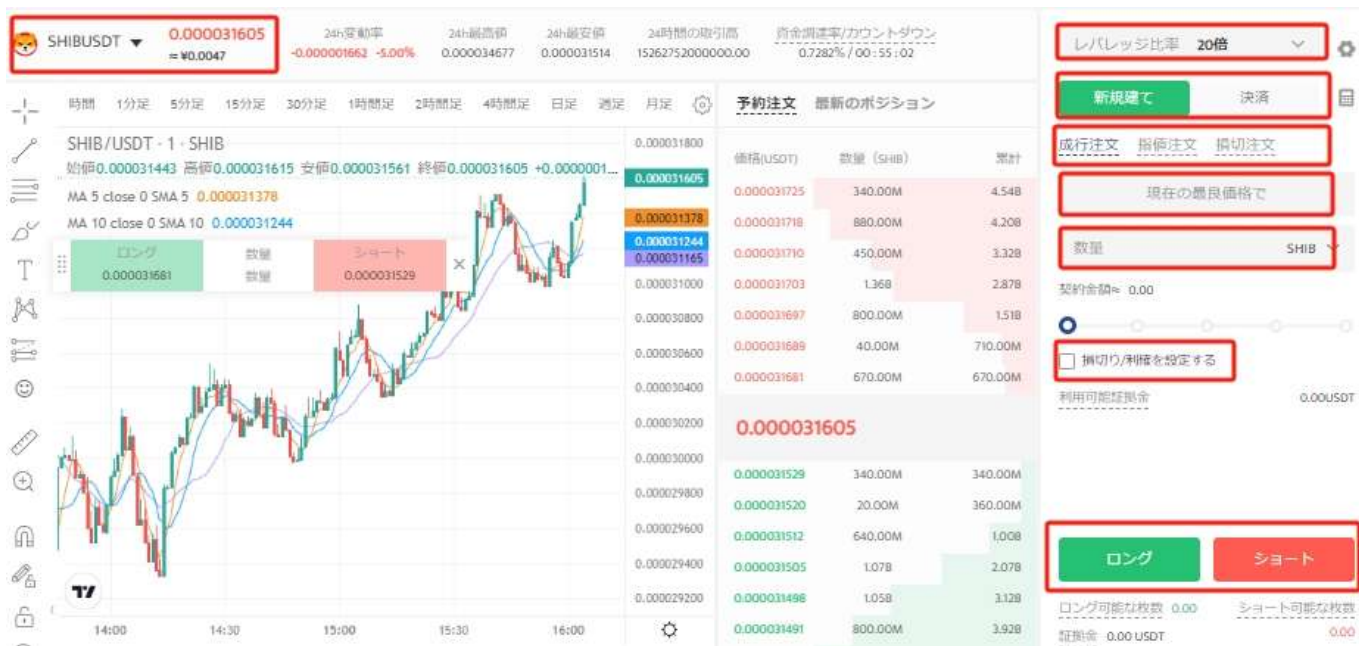 SHIBUSDT ▼ 0.000031605
≈¥0.0047
24h変動率
-0.000001662 -5.00%
24h最高値
0.000034677
24h最安値
0.000031514
24時間の取引高
15262752000000.00
資金調達率/カウントダウン
0.7282% / 00 : 55 : 02
時間 1分足 5分足 15分足 30分足 1時間足 2時間足 4時間足 日足 週足 月足
SHIB/USDT · 1 · SHIB
始値0.000031443 高値0.000031615 安値0.000031561 終値0.000031605 +0.0000001...
MA 5 close 0 SMA 5 0.000031378
MA 10 close 0 SMA 10 0.000031244
ロング 数量 ショート
0.000031681 数量 0.000031529
0.000031800
0.000031605
0.000031378
0.000031244
0.000031165
0.000031000
0.000030800
0.000030600
0.000030400
0.000030200
0.000030000
0.000029800
0.000029600
0.000029400
0.000029200
14:00 14:30 15:00 15:30 16:00
予約注文 最新のポジション
価格(USDT) 数量 (SHIB) 累計
0.000031725 340.00M 4.54B
0.000031718 880.00M 4.20B
0.000031710 450.00M 3.32B
0.000031703 1.36B 2.87B
0.000031697 800.00M 1.51B
0.000031689 40.00M 710.00M
0.000031681 670.00M 670.00M
0.000031605
0.000031529 340.00M 340.00M
0.000031520 20.00M 360.00M
0.000031512 640.00M 1.00B
0.000031505 1.07B 2.07B
0.000031498 1.05B 3.12B
0.000031491 800.00M 3.92B
レバレッジ比率 20倍
新規建て 決済
成行注文 指値注文 損切注文
現在の最良価格で
数量 SHIB
契約金額≈ 0.00
損切り/利確を設定する
利用可能証拠金 0.00USDT
ロング ショート
ロング可能な枚数 0.00 ショート可能な枚数
0.00
証拠金 0.00 USDT